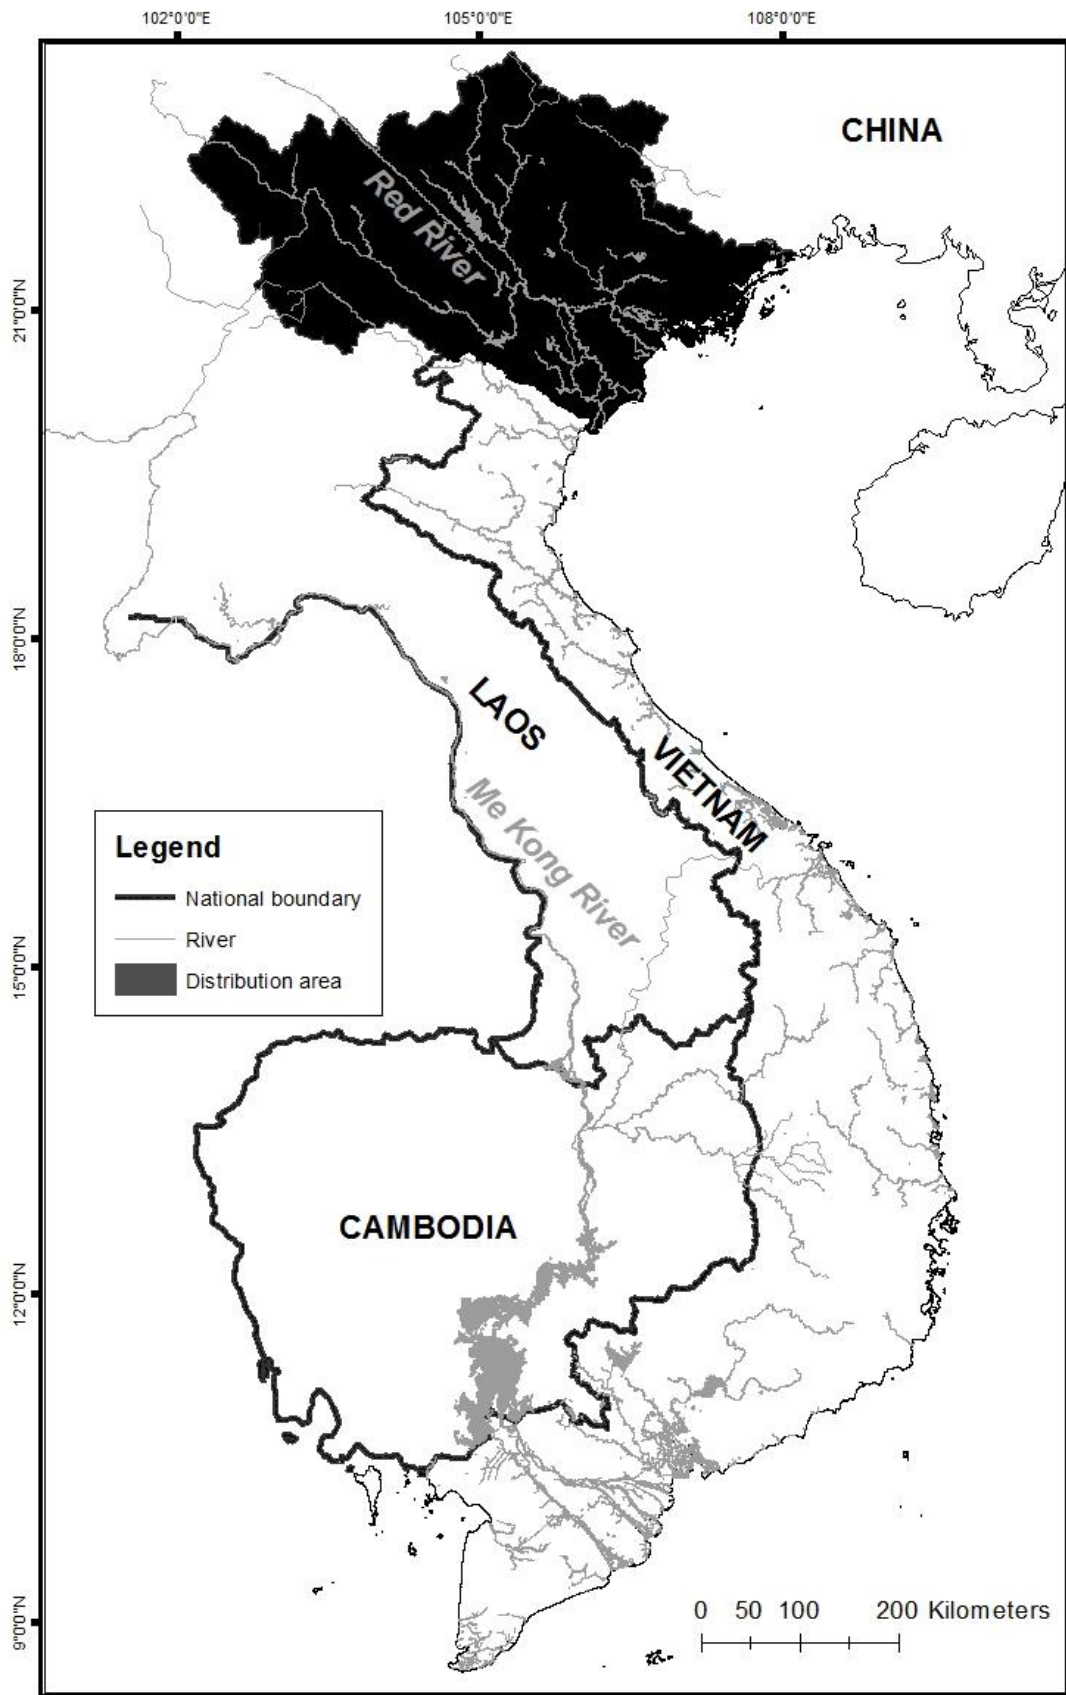 102°0'0"E 105°0'0"E 108°0'0"E
CHINA
Red River
21°0'0"N
18°0'0"N
LAOS
VIETNAM
Me Kong River
Legend
National boundary
River
Distribution area
15°0'0"N
CAMBODIA
12°0'0"N
9°0'0"N
0 50 100 200 Kilometers